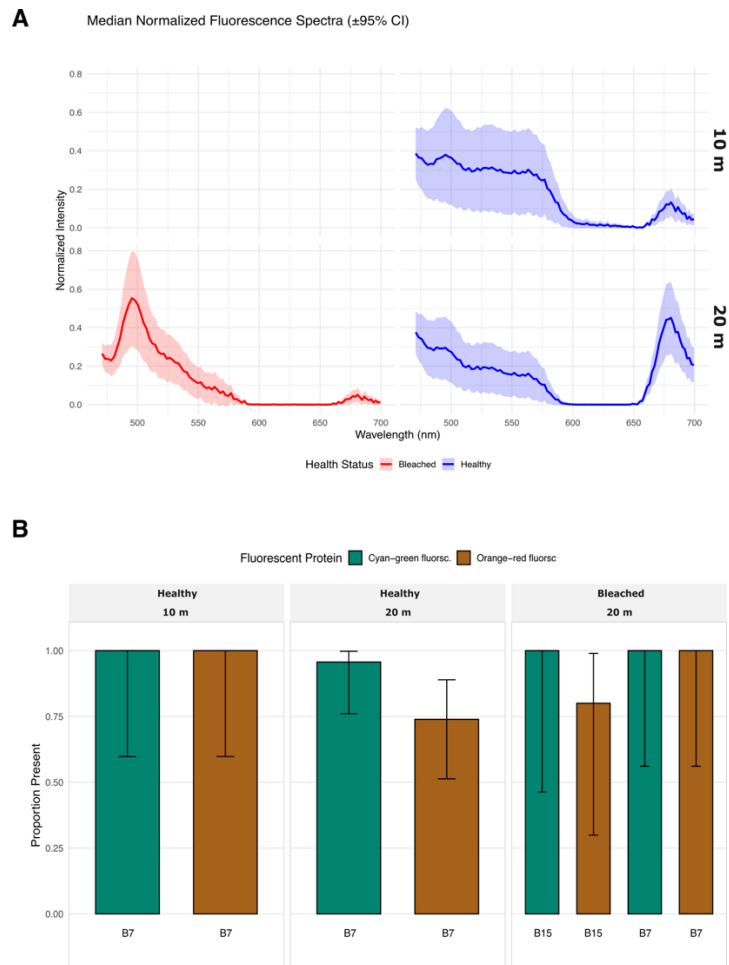 A
Median Normalized Fluorescence Spectra (±95% CI)
0.8
0.6
0.4
0.2
0.0
10 m
Normalized Intensity
0.8
0.6
0.4
0.2
0.0
20 m
500 550 600 650 700 500 550 600 650 700
Wavelength (nm)
Health Status Bleached Healthy
B
Fluorescent Protein Cyan−green fluorsc. Orange−red fluorsc
Healthy Healthy Bleached
10 m 20 m 20 m
1.00
0.75
0.50
0.25
0.00
Proportion Present
B7 B7 B7 B7 B15 B15 B7 B7